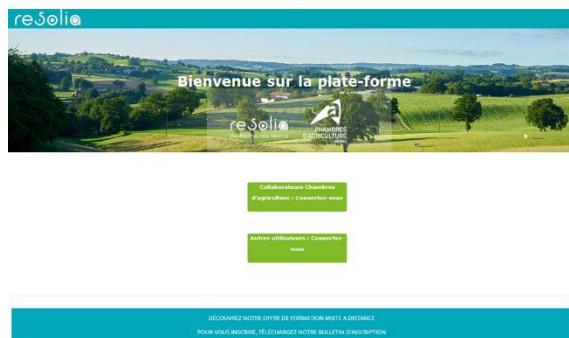 reSolia
Bienvenue sur la plate-forme
reSolia
CHAMBRES
D'AGRICULTURE
Collaborateurs Chambres
d'agriculture : Connectez-vous
Autres utilisateurs : Connectez-
vous
DÉCOUVREZ NOTRE OFFRE DE FORMATION MIXTE A DISTANCE
POUR VOUS INSCRIRE, TÉLÉCHARGEZ NOTRE BULLETIN D'INSCRIPTION